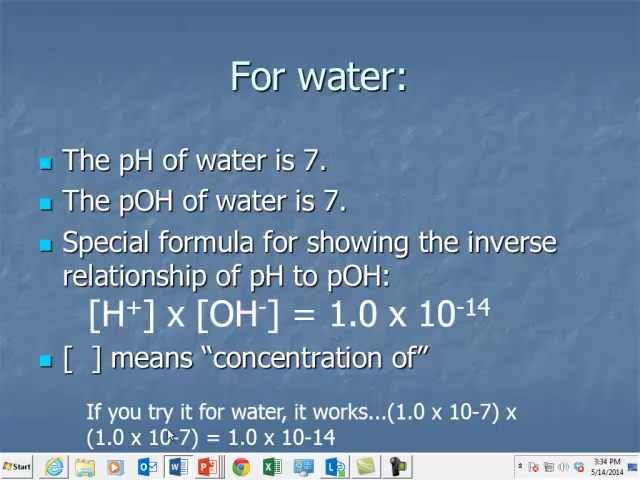 For water:
The pH of water is 7.
The pOH of water is 7.
Special formula for showing the inverse
relationship of pH to pOH:
[H⁺] x [OH⁻] = 1.0 x 10⁻¹⁴
[ ] means “concentration of”
If you try it for water, it works...(1.0 x 10-7) x
(1.0 x 10-7) = 1.0 x 10-14
Start
3:34 PM
5/14/2014